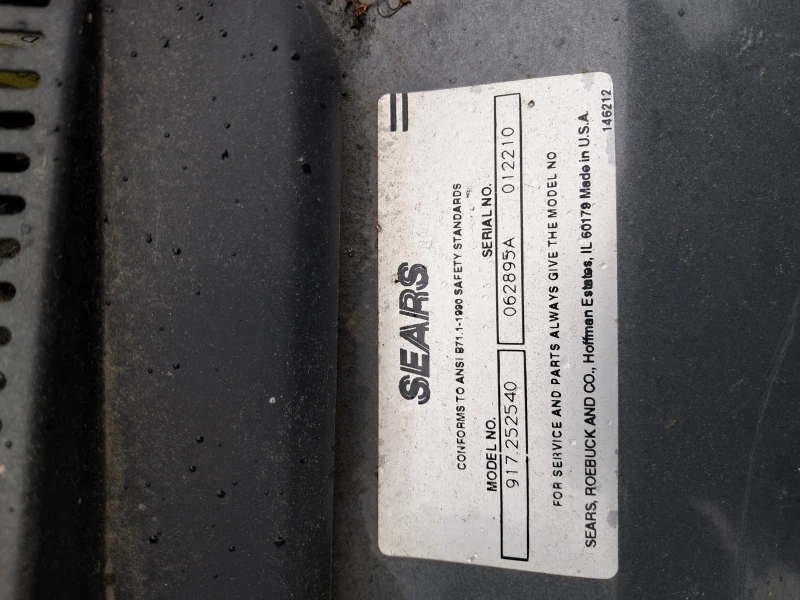 SEARS
CONFORMS TO ANSI B71.1-1990 SAFETY STANDARDS
MODEL NO. SERIAL NO.
917.252540 062895A 012210
FOR SERVICE AND PARTS ALWAYS GIVE THE MODEL NO
SEARS, ROEBUCK AND CO., Hoffman Estates, IL 60179 Made in U.S.A.
146212